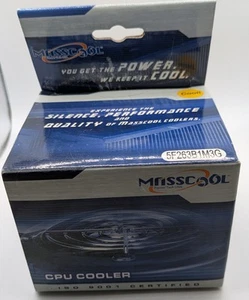 MASSCOOL
YOU GET THE POWER.
WE KEEP IT COOL.
EXPERIENCE THE
SILENCE, PERFORMANCE
AND
QUALITY OF MASSCOOL COOLERS.
5F263B1M3G
MASSCOOL
CPU COOLER
ISO 9001 CERTIFIED